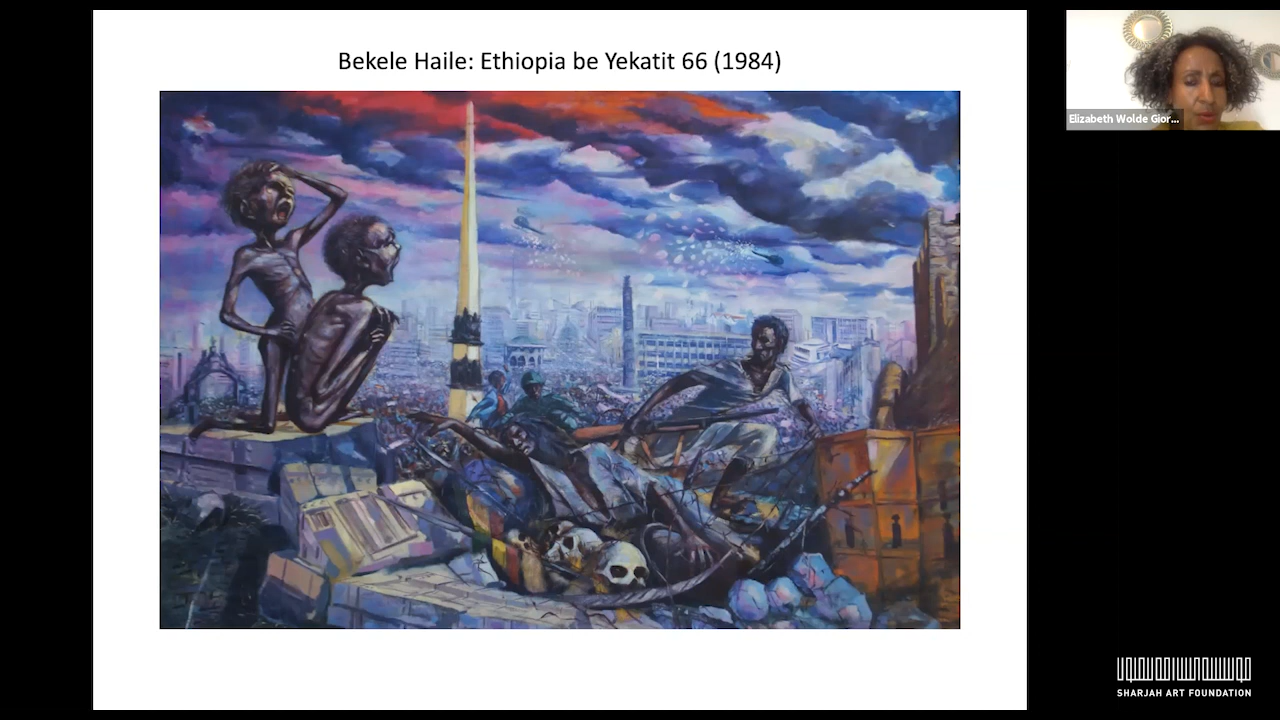 Bekele Haile: Ethiopia be Yekatit 66 (1984)
Elizabeth Wolde Gior...
SHARJAH ART FOUNDATION